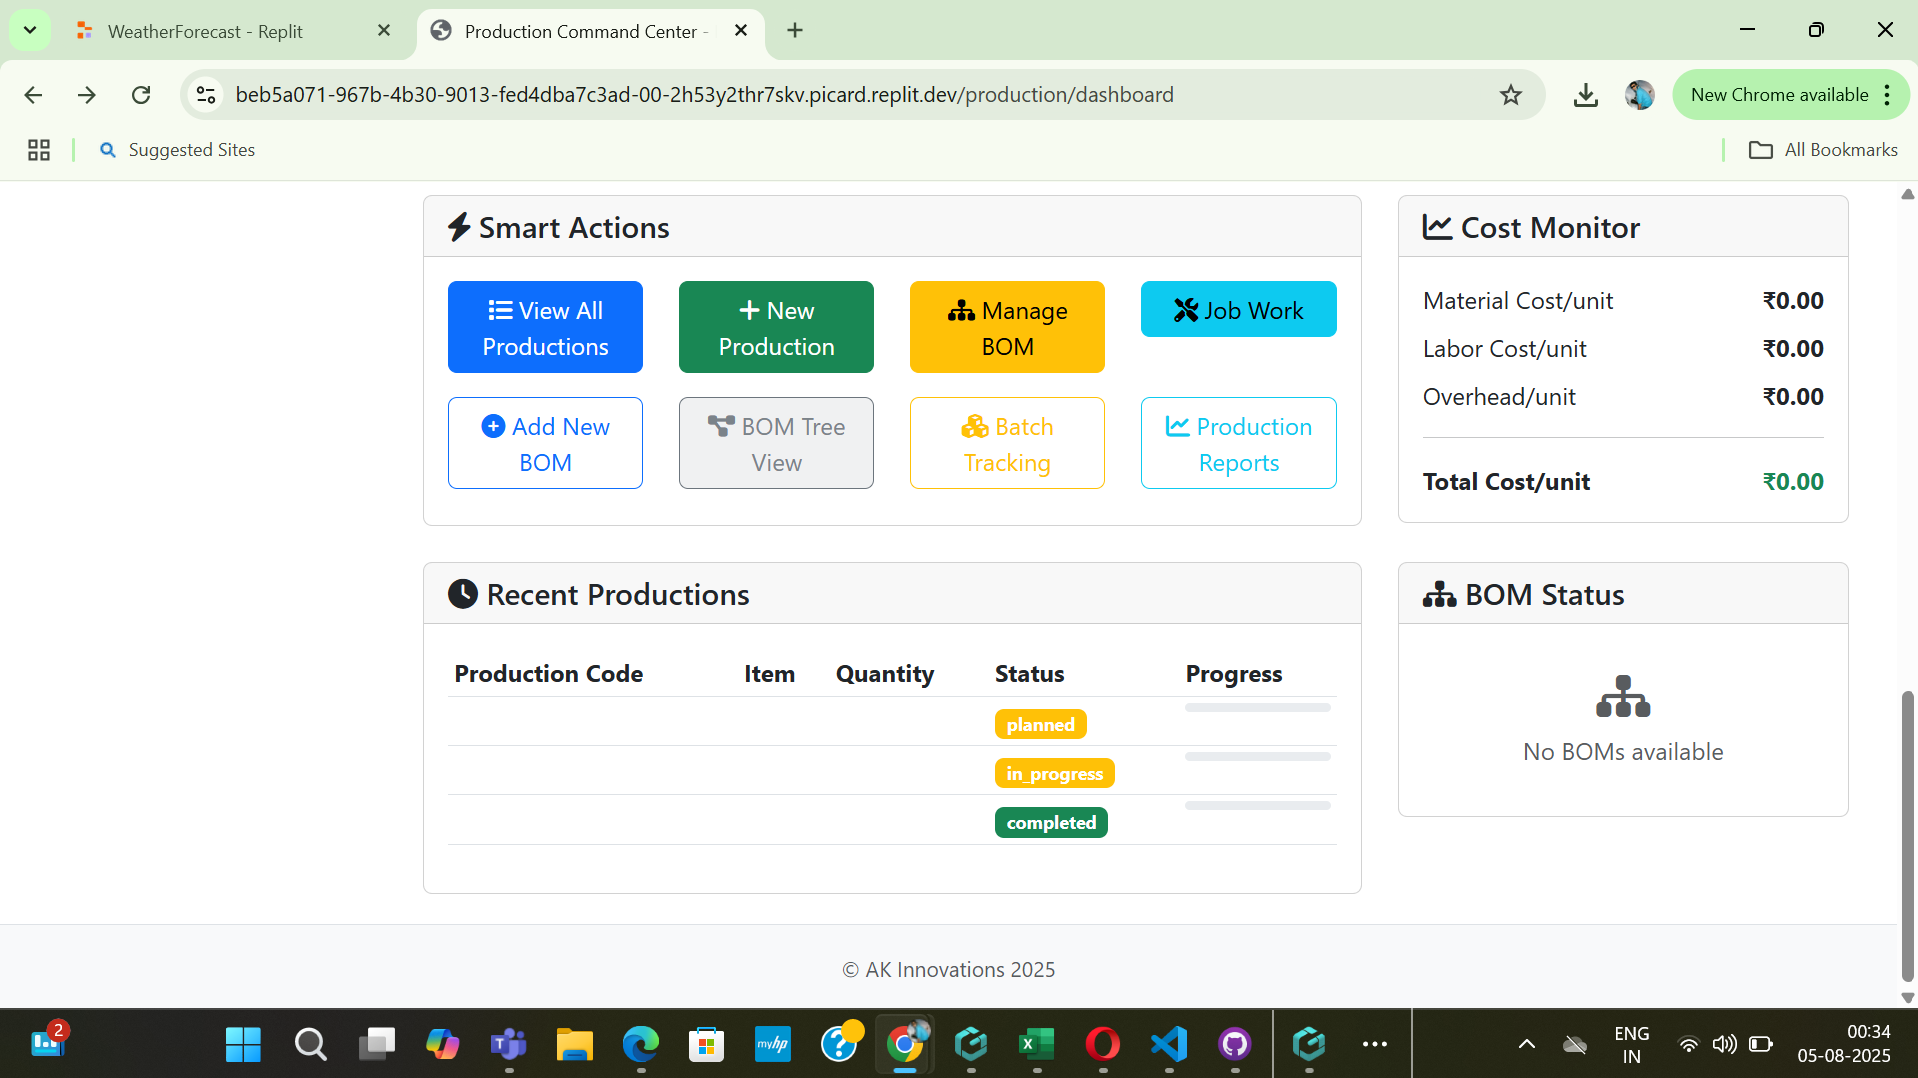 WeatherForecast - Replit
Production Command Center -
beb5a071-967b-4b30-9013-fed4dba7c3ad-00-2h53y2thr7skv.picard.replit.dev/production/dashboard
New Chrome available
Suggested Sites
All Bookmarks
Smart Actions
View All
Productions
New
Production
Manage
BOM
Job Work
Add New
BOM
BOM Tree
View
Batch
Tracking
Production
Reports
Cost Monitor
Material Cost/unit ₹0.00
Labor Cost/unit ₹0.00
Overhead/unit ₹0.00
Total Cost/unit ₹0.00
Recent Productions
Production Code Item Quantity Status Progress
planned
in_progress
completed
BOM Status
No BOMs available
© AK Innovations 2025
2
myhp
ENG
IN
00:34
05-08-2025